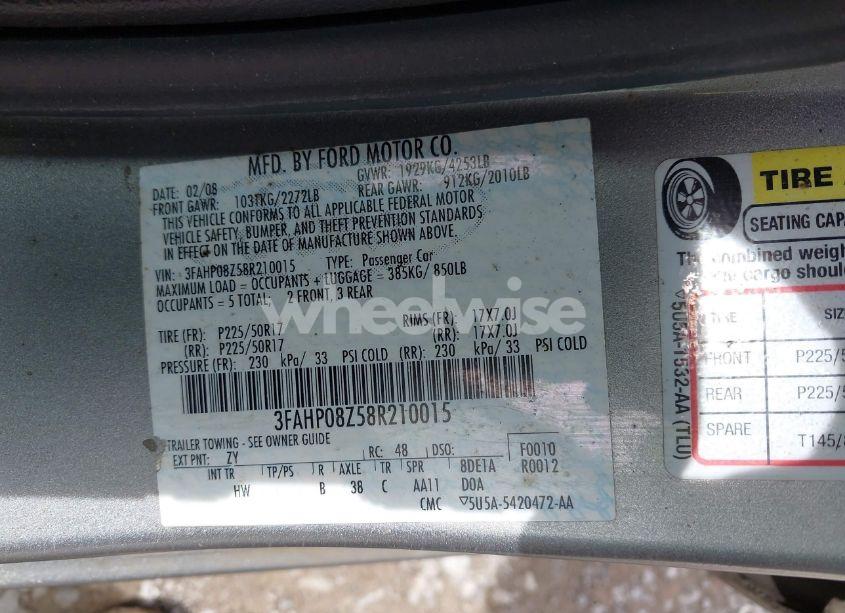 MFD. BY FORD MOTOR CO.
DATE: 02/08 GVWR: 1929KG/4253LB
FRONT GAWR: 1031KG/2272LB REAR GAWR: 912KG/2010LB
THIS VEHICLE CONFORMS TO ALL APPLICABLE FEDERAL MOTOR
VEHICLE SAFETY, BUMPER, AND THEFT PREVENTION STANDARDS
IN EFFECT ON THE DATE OF MANUFACTURE SHOWN ABOVE.
VIN: 3FAHP08Z58R210015 TYPE: Passenger Car
MAXIMUM LOAD = OCCUPANTS + LUGGAGE = 385KG/ 850LB
OCCUPANTS = 5 TOTAL; 2 FRONT, 3 REAR
TIRE (FR): P225/50R17 RIMS (FR): 17X7.0J
(RR): P225/50R17 (RR): 17X7.0J
PRESSURE (FR): 230 kPa/ 33 PSI COLD (RR): 230 kPa/ 33 PSI COLD
3FAHP08Z58R210015
TRAILER TOWING - SEE OWNER GUIDE
EXT PNT: ZY RC: 48 DSO: F0010
INT TR TP/PS R AXLE TR SPR 8DE1A R0012
HW B 38 C AA11 D0A
CMC ▽5U5A-5420472-AA
wheelwise
TIRE
SEATING CAPA
The combined weigh
cargo shoul
TIRE SIZ
FRONT P225/5
REAR P225/5
SPARE T145/8
▽5U5A-1532-AA (TLU)